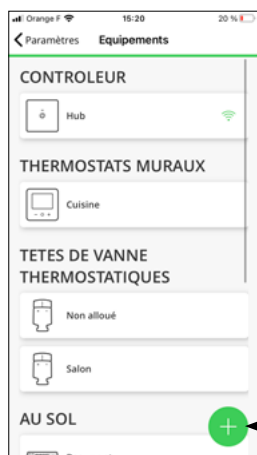 Orange F 15:20 20 %
Paramètres Equipements
CONTROLEUR
Hub
THERMOSTATS MURAUX
Cuisine
TETES DE VANNE
THERMOSTATIQUES
Non alloué
Salon
AU SOL